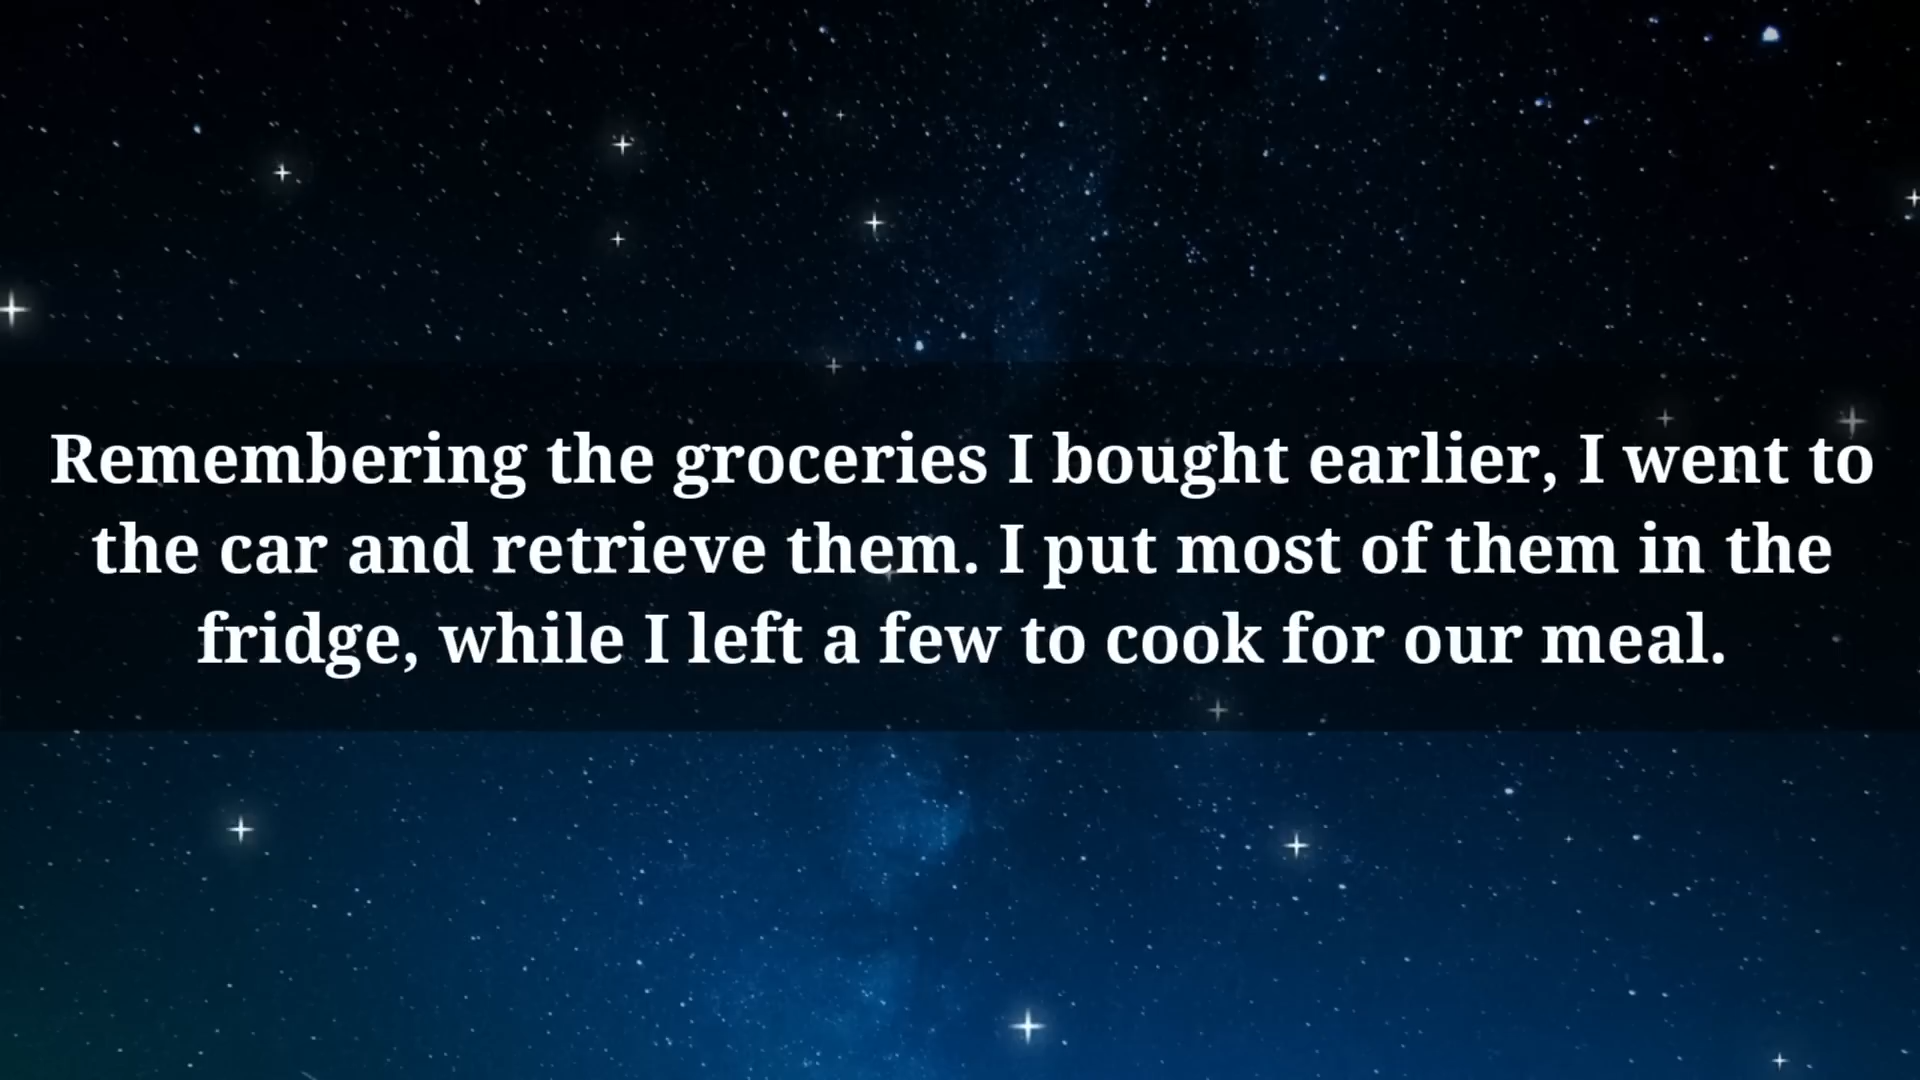 Remembering the groceries I bought earlier, I went to
the car and retrieve them. I put most of them in the
fridge, while I left a few to cook for our meal.